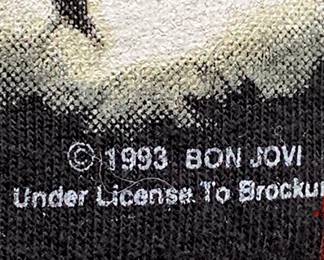 © 1993 BON JOVI
Under License To Brocku